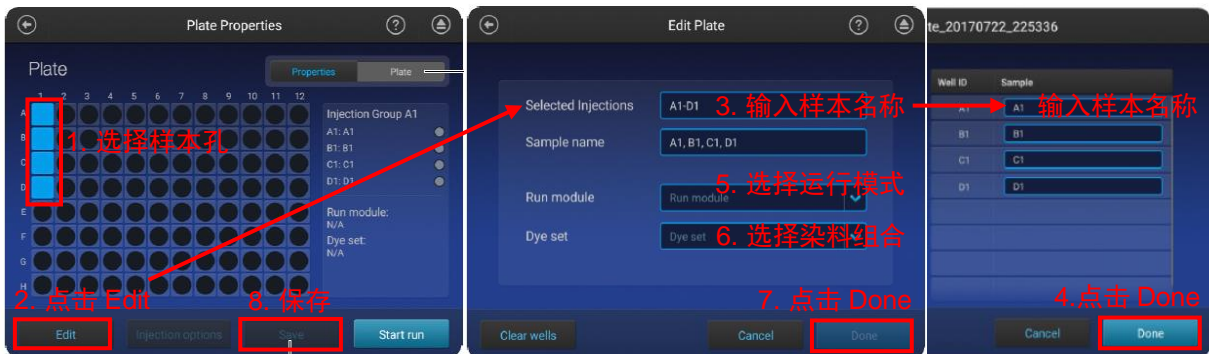 Plate Properties
?
Plate
Properties
Plate
1 2 3 4 5 6 7 8 9 10 11 12
A
B
C
D
E
F
G
H
1. 选择样本孔
Injection Group A1
A1: A1
B1: B1
C1: C1
D1: D1
Run module:
N/A
Dye set:
N/A
2. 点击 Edit
8. 保存
Edit
Injection options
Save
Start run
Edit Plate
?
Selected Injections
A1-D1
3. 输入样本名称
Sample name
A1, B1, C1, D1
5. 选择运行模式
Run module
Run module
Dye set
Dye set
6. 选择染料组合
7. 点击 Done
Clear wells
Cancel
Done
te_20170722_225336
Well ID
Sample
A1
A1
输入样本名称
B1
B1
C1
C1
D1
D1
4.点击 Done
Cancel
Done